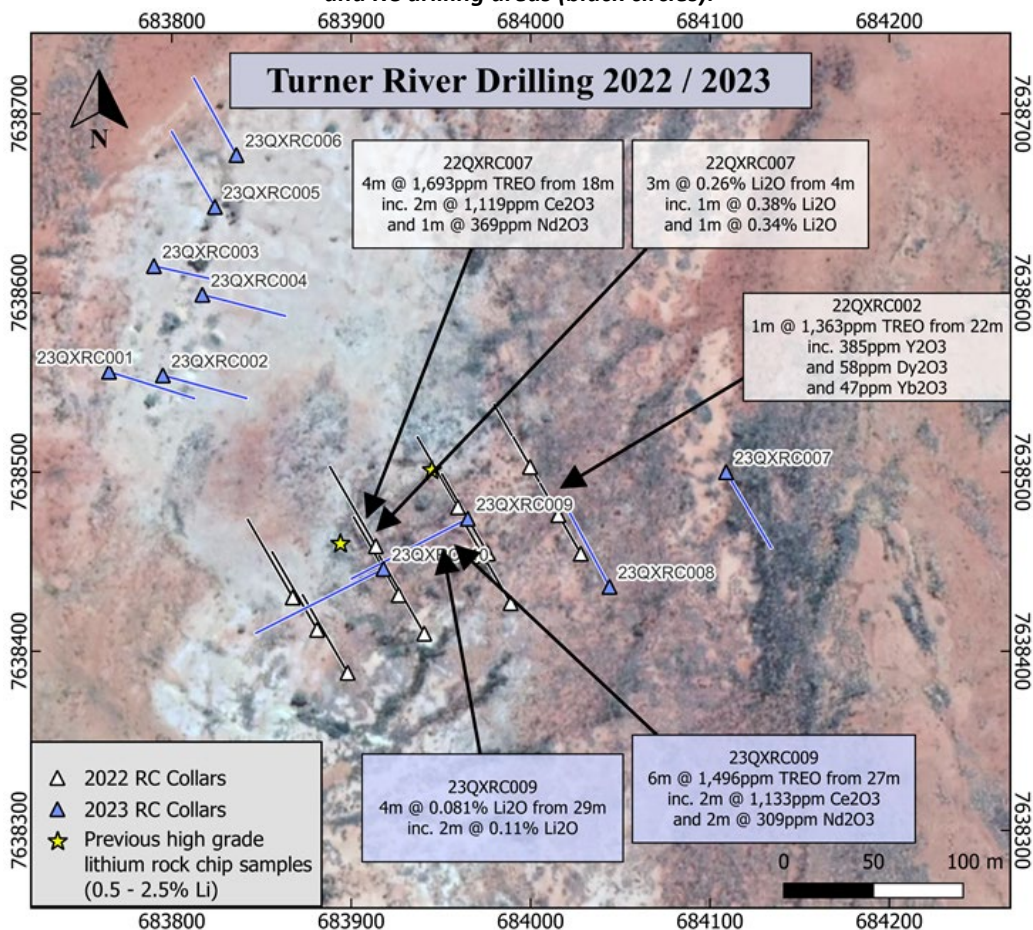 and RC drilling areas (black circles).
683800 683900 684000 684100 684200
Turner River Drilling 2022 / 2023
7638700
7638700
N
23QXRC006
23QXRC005
23QXRC003
23QXRC004
23QXRC001
23QXRC002
22QXRC007
4m @ 1,693ppm TREO from 18m
inc. 2m @ 1,119ppm Ce2O3
and 1m @ 369ppm Nd2O3
22QXRC007
3m @ 0.26% Li2O from 4m
inc. 1m @ 0.38% Li2O
and 1m @ 0.34% Li2O
7638600
7638600
22QXRC002
1m @ 1,363ppm TREO from 22m
inc. 385ppm Y2O3
and 58ppm Dy2O3
and 47ppm Yb2O3
7638500
7638500
23QXRC007
23QXRC009
23QXRC008
7638400
7638400
23QXRC009
4m @ 0.081% Li2O from 29m
inc. 2m @ 0.11% Li2O
23QXRC009
6m @ 1,496ppm TREO from 27m
inc. 2m @ 1,133ppm Ce2O3
and 2m @ 309ppm Nd2O3
7638300
7638300
2022 RC Collars
2023 RC Collars
Previous high grade
lithium rock chip samples
(0.5 - 2.5% Li)
0 50 100 m
683800 683900 684000 684100 684200